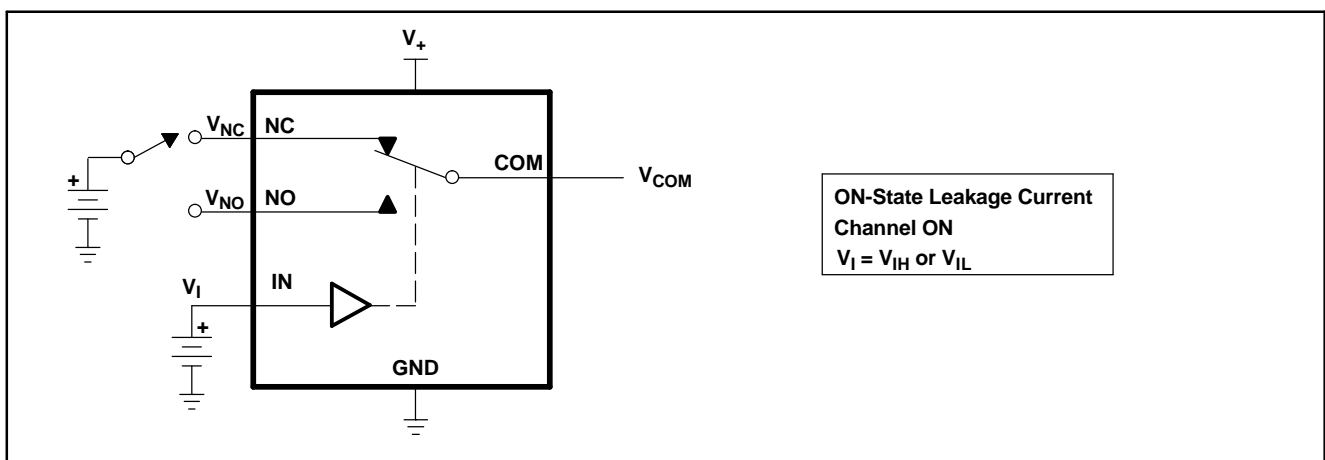 V+
VNC NC
COM
VCOM
+
VNO NO
VI IN
+
GND
ON-State Leakage Current
Channel ON
VI = VIH or VIL